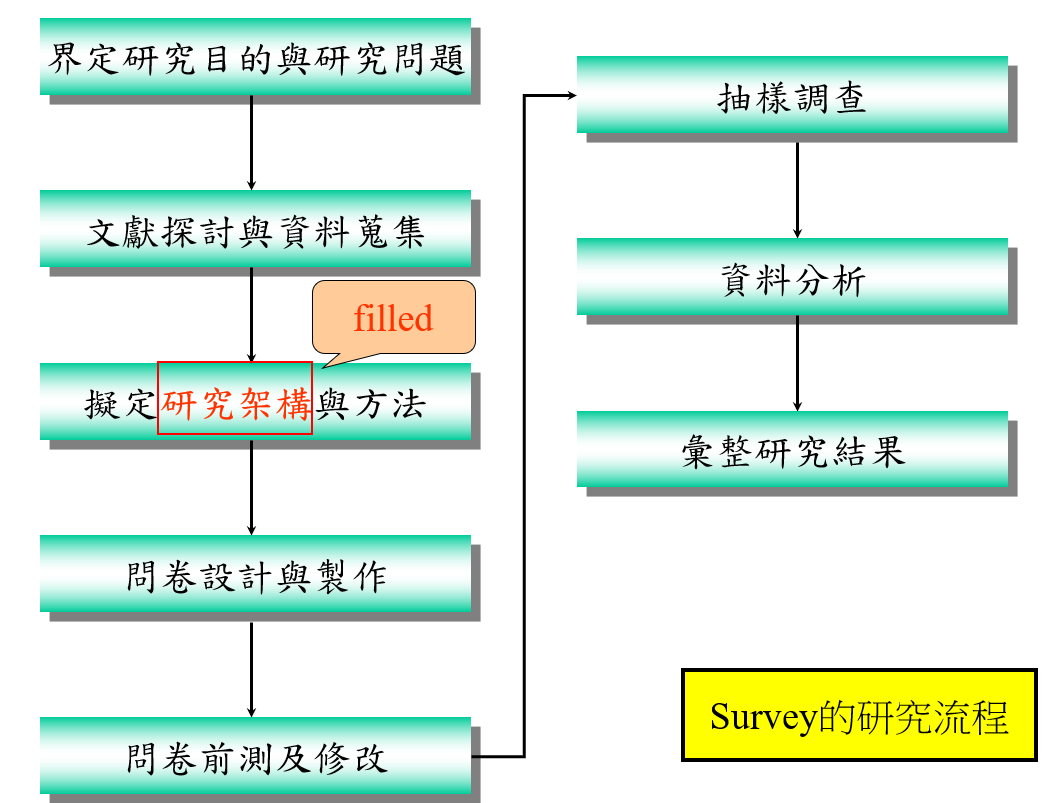 界定研究目的與研究問題
文獻探討與資料蒐集
filled
擬定研究架構與方法
問卷設計與製作
問卷前測及修改
抽樣調查
資料分析
彙整研究結果
Survey的研究流程